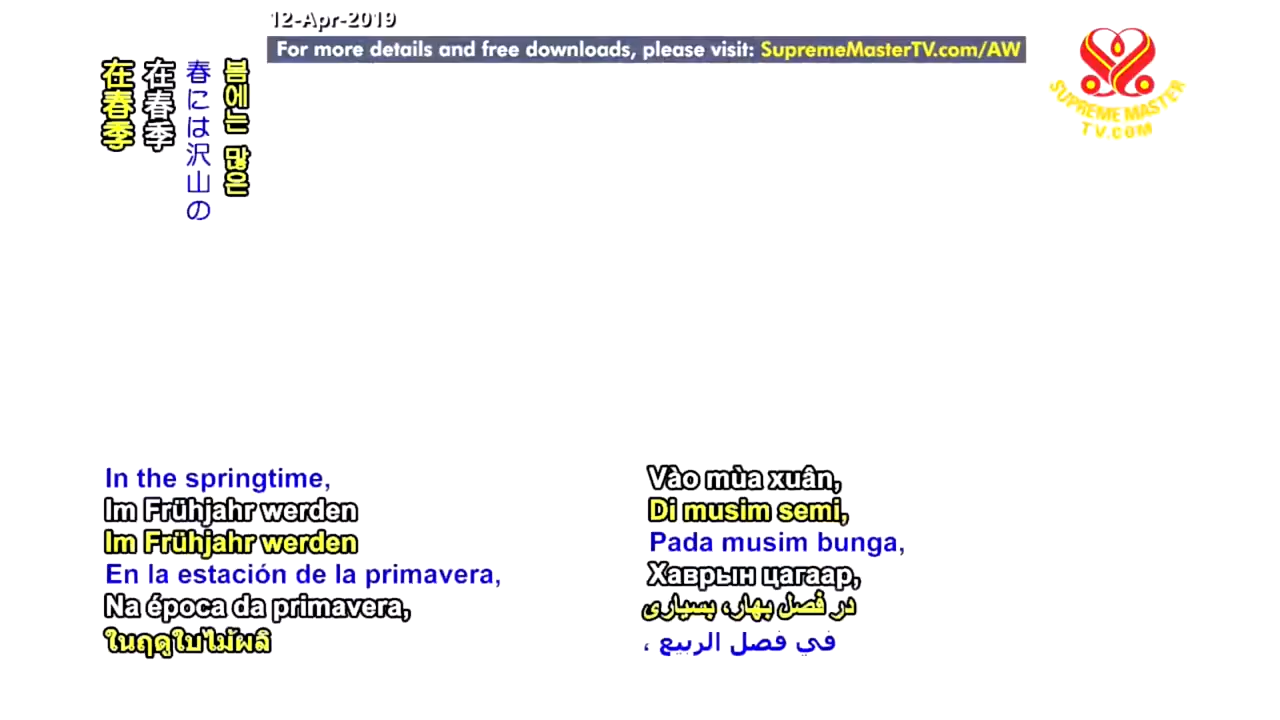 12-Apr-2019
For more details and free downloads, please visit: SupremeMasterTV.com/AW
SUPREME MASTER
TV.COM
在春季
在春季
春には沢山の
봄에는 많은
In the springtime,
Im Frühjahr werden
Im Frühjahr werden
En la estación de la primavera,
Na época da primavera,
ในฤดูใบไม้ผลิ
Vào mùa xuân,
Di musim semi,
Pada musim bunga,
Хаврын цагаар,
در فصل بهار، بسیاری
في فصل الربيع ،